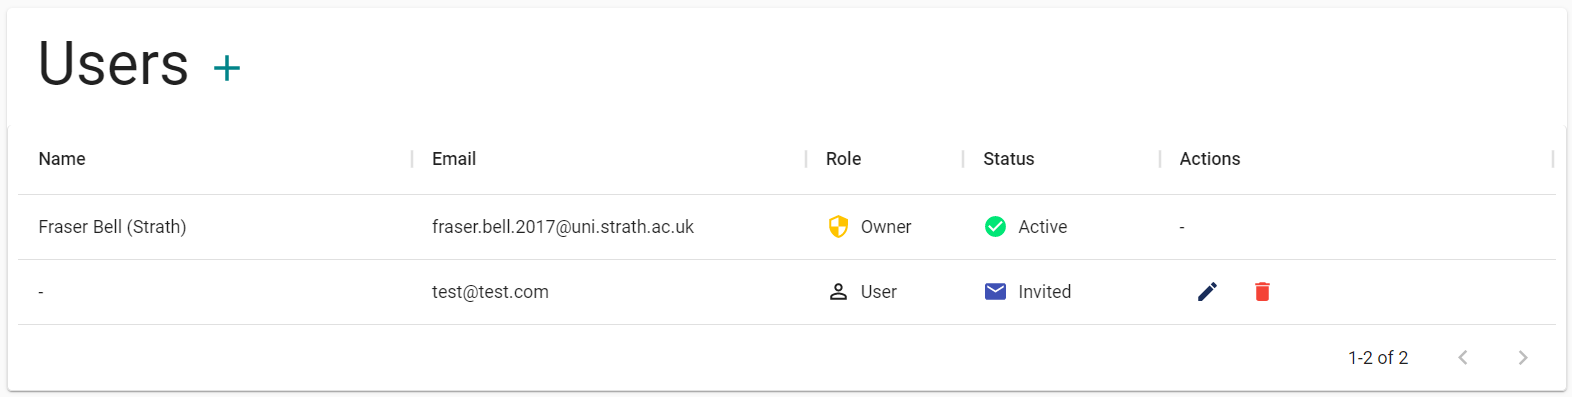 Users
Name Email Role Status Actions
Fraser Bell (Strath) fraser.bell.2017@uni.strath.ac.uk Owner Active -
- test@test.com User Invited
1-2 of 2